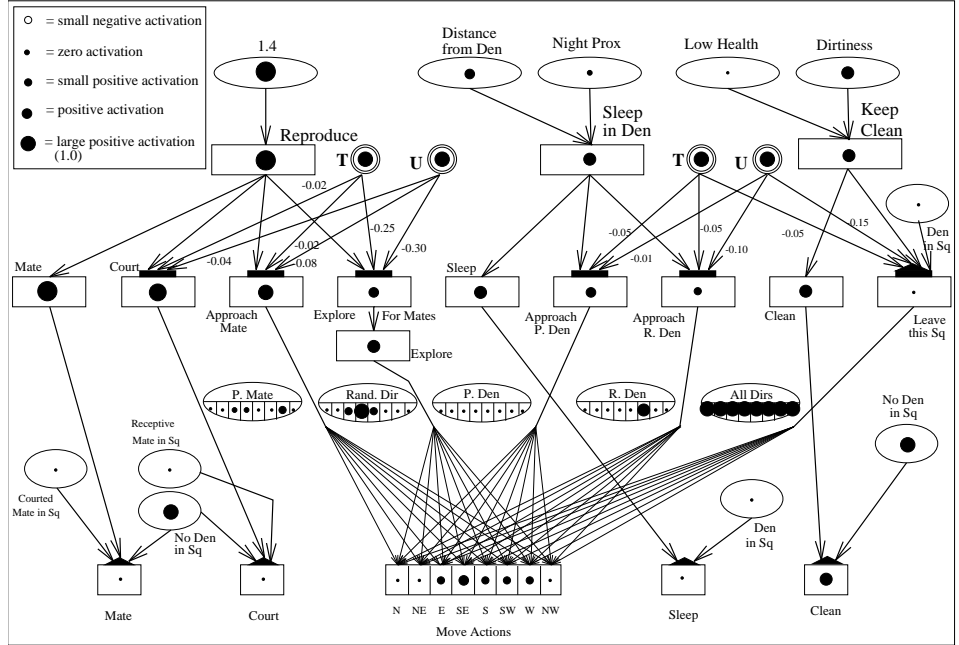 = small negative activation
= zero activation
= small positive activation
= positive activation
= large positive activation
(1.0)
1.4
Distance
from Den
Night Prox
Low Health
Dirtiness
Reproduce
Sleep
in Den
Keep
Clean
T
U
T
U
-0.02
-0.25
-0.30
-0.02
-0.04
-0.08
-0.05
-0.01
-0.05
-0.10
-0.05
-0.15
Den
in Sq
Mate
Court
Approach
Mate
Explore
For Mates
Explore
Sleep
Approach
P. Den
Approach
R. Den
Clean
Leave
this Sq
P. Mate
Rand. Dir
P. Den
R. Den
All Dirs
No Den
in Sq
Receptive
Mate in Sq
Courted
Mate in Sq
No Den
in Sq
Den
in Sq
N NE E SE S SW W NW
Mate
Court
Move Actions
Sleep
Clean